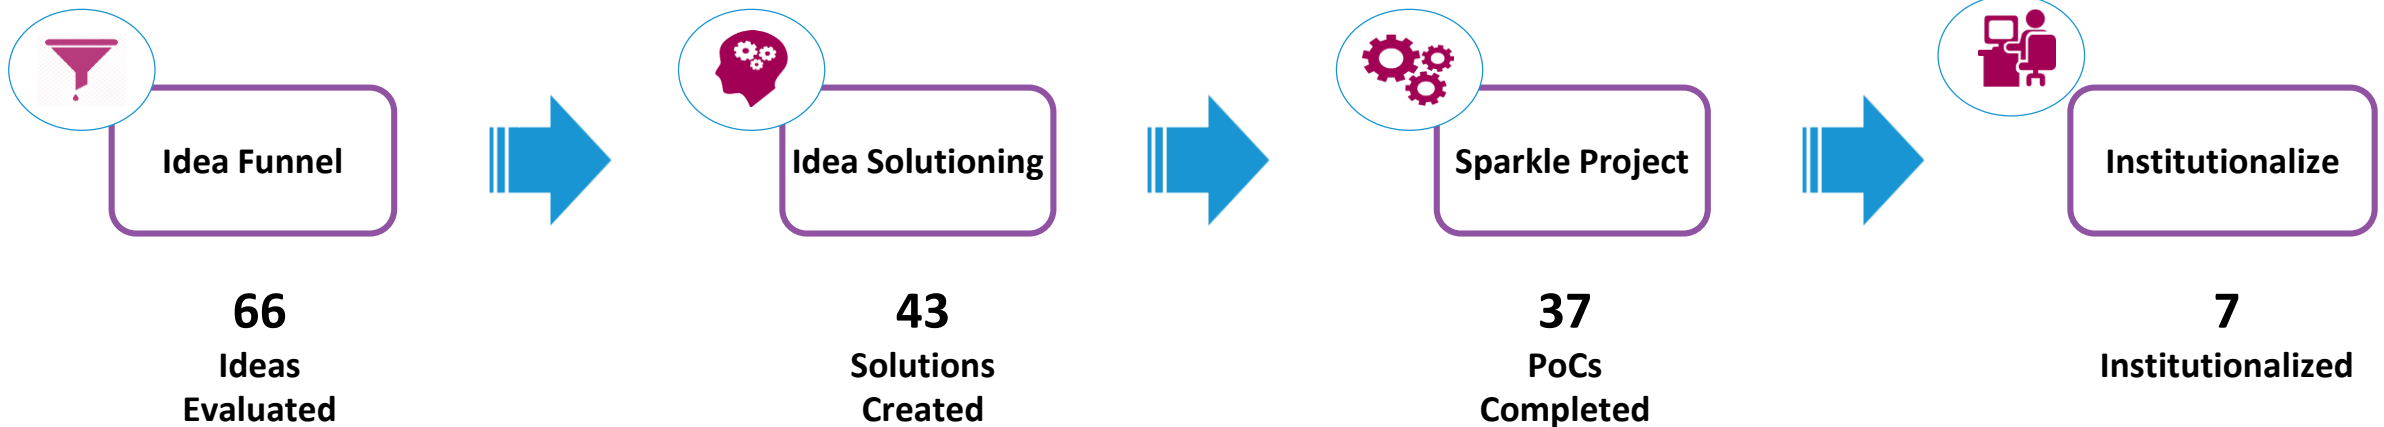 Idea Funnel
Idea Solutioning
Sparkle Project
Institutionalize
66
Ideas
Evaluated
43
Solutions
Created
37
PoCs
Completed
7
Institutionalized